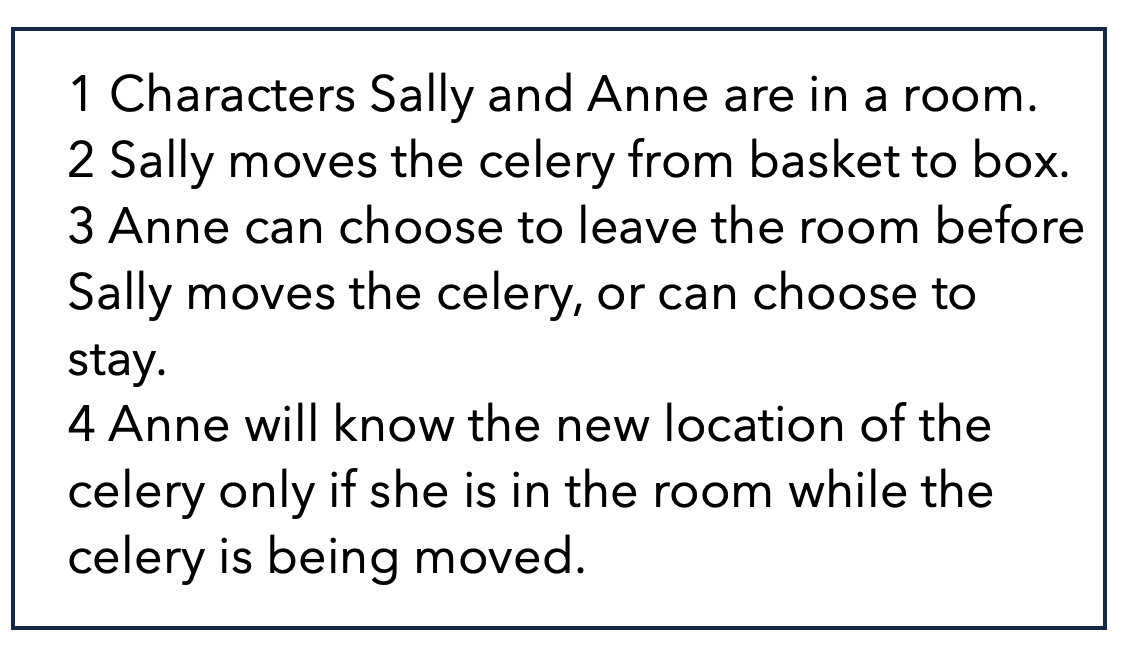 1 Characters Sally and Anne are in a room.
2 Sally moves the celery from basket to box.
3 Anne can choose to leave the room before
Sally moves the celery, or can choose to
stay.
4 Anne will know the new location of the
celery only if she is in the room while the
celery is being moved.